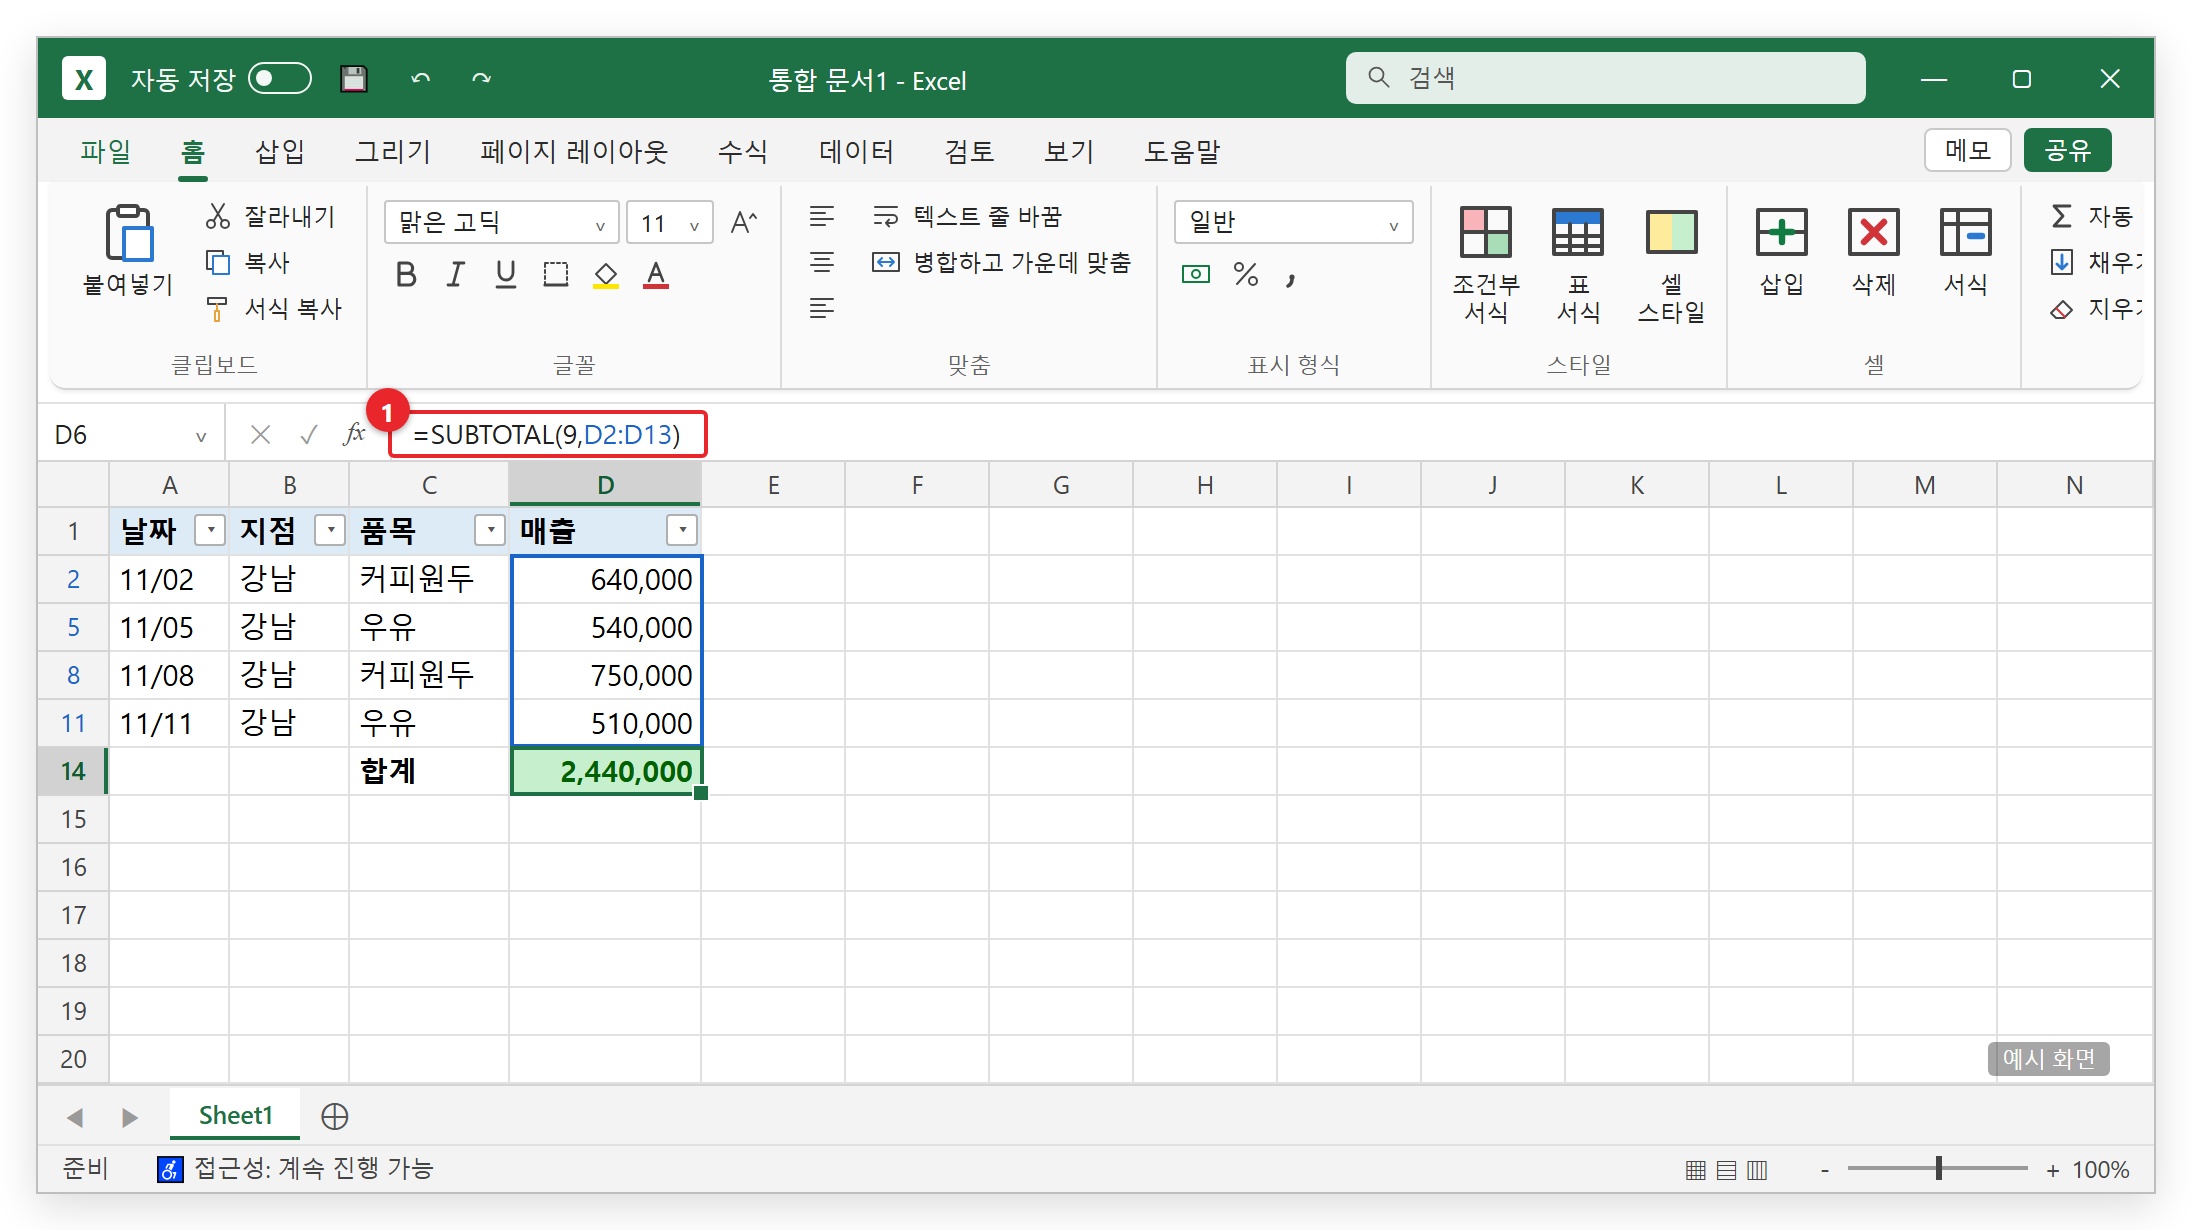 X 자동 저장 통합 문서1 - Excel 검색
파일 홈 삽입 그리기 페이지 레이아웃 수식 데이터 검토 보기 도움말 메모 공유
붙여넣기
잘라내기
복사
서식 복사
클립보드
맑은 고딕 11 A^
B I U A
글꼴
텍스트 줄 바꿈
병합하고 가운데 맞춤
맞춤
일반
% ,
표시 형식
조건부
서식
표
서식
셀
스타일
스타일
삽입 삭제 서식
셀
Σ 자동
채우
지우
1
D6 fx =SUBTOTAL(9,D2:D13)
A B C D E F G H I J K L M N
1 날짜 지점 품목 매출
2 11/02 강남 커피원두 640,000
5 11/05 강남 우유 540,000
8 11/08 강남 커피원두 750,000
11 11/11 강남 우유 510,000
14 합계 2,440,000
15
16
17
18
19
20
예시 화면
Sheet1
준비 접근성: 계속 진행 가능 - + 100%